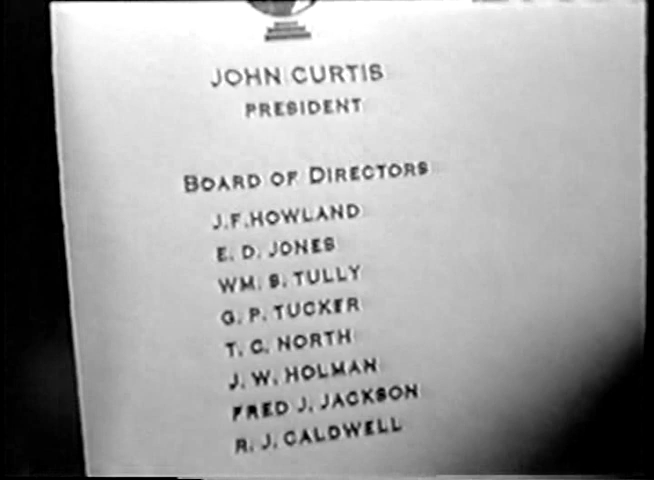 JOHN CURTIS
PRESIDENT
BOARD OF DIRECTORS
J.F. HOWLAND
E. D. JONES
WM. S. TULLY
G. P. TUCKER
T. C. NORTH
J. W. HOLMAN
FRED J. JACKSON
R. J. CALDWELL